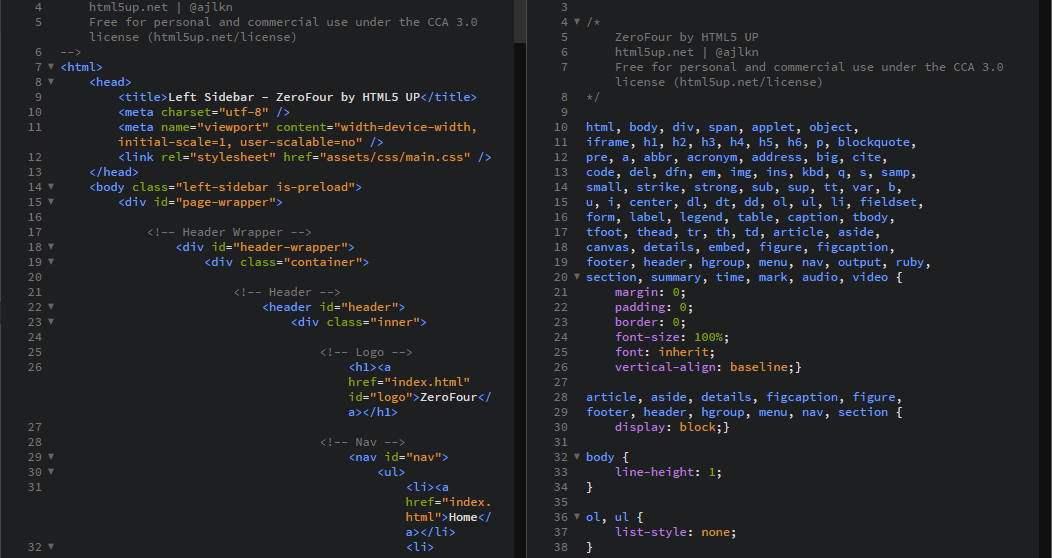 4 html5up.net | @ajlkn
5 Free for personal and commercial use under the CCA 3.0
license (html5up.net/license)
6 -->
7 <html>
8 <head>
9 <title>Left Sidebar - ZeroFour by HTML5 UP</title>
10 <meta charset="utf-8" />
11 <meta name="viewport" content="width=device-width,
initial-scale=1, user-scalable=no" />
12 <link rel="stylesheet" href="assets/css/main.css" />
13 </head>
14 <body class="left-sidebar is-preload">
15 <div id="page-wrapper">
16
17 <!-- Header Wrapper -->
18 <div id="header-wrapper">
19 <div class="container">
20
21 <!-- Header -->
22 <header id="header">
23 <div class="inner">
24
25 <!-- Logo -->
26 <h1><a
href="index.html"
id="logo">ZeroFour</
a></h1>
27
28 <!-- Nav -->
29 <nav id="nav">
30 <ul>
31 <li><a
href="index.
html">Home</
a></li>
32 <li>
3
4 /*
5 ZeroFour by HTML5 UP
6 html5up.net | @ajlkn
7 Free for personal and commercial use under the CCA 3.0
license (html5up.net/license)
8 */
9
10 html, body, div, span, applet, object,
11 iframe, h1, h2, h3, h4, h5, h6, p, blockquote,
12 pre, a, abbr, acronym, address, big, cite,
13 code, del, dfn, em, img, ins, kbd, q, s, samp,
14 small, strike, strong, sub, sup, tt, var, b,
15 u, i, center, dl, dt, dd, ol, ul, li, fieldset,
16 form, label, legend, table, caption, tbody,
17 tfoot, thead, tr, th, td, article, aside,
18 canvas, details, embed, figure, figcaption,
19 footer, header, hgroup, menu, nav, output, ruby,
20 section, summary, time, mark, audio, video {
21 margin: 0;
22 padding: 0;
23 border: 0;
24 font-size: 100%;
25 font: inherit;
26 vertical-align: baseline;}
27
28 article, aside, details, figcaption, figure,
29 footer, header, hgroup, menu, nav, section {
30 display: block;}
31
32 body {
33 line-height: 1;
34 }
35
36 ol, ul {
37 list-style: none;
38 }